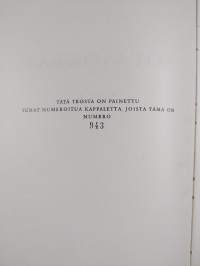 TÄTÄ TEOSTA ON PAINETTU
TUHAT NUMEROITUA KAPPALETTA, JOISTA TÄMÄ ON
NUMERO
943